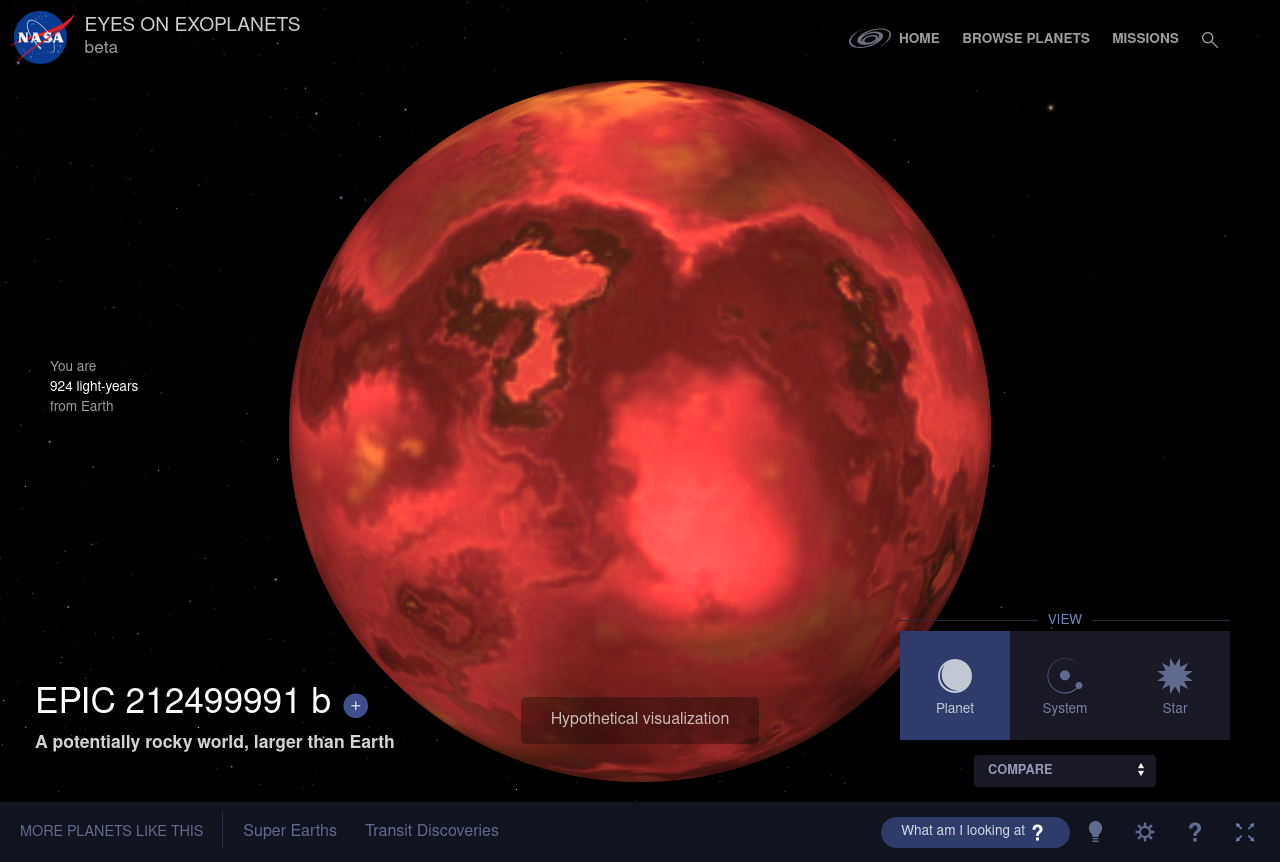 NASA
EYES ON EXOPLANETS
beta
HOME
BROWSE PLANETS
MISSIONS
You are
924 light-years
from Earth
VIEW
Planet
System
Star
EPIC 212499991 b +
A potentially rocky world, larger than Earth
Hypothetical visualization
COMPARE
MORE PLANETS LIKE THIS
Super Earths
Transit Discoveries
What am I looking at ?
?